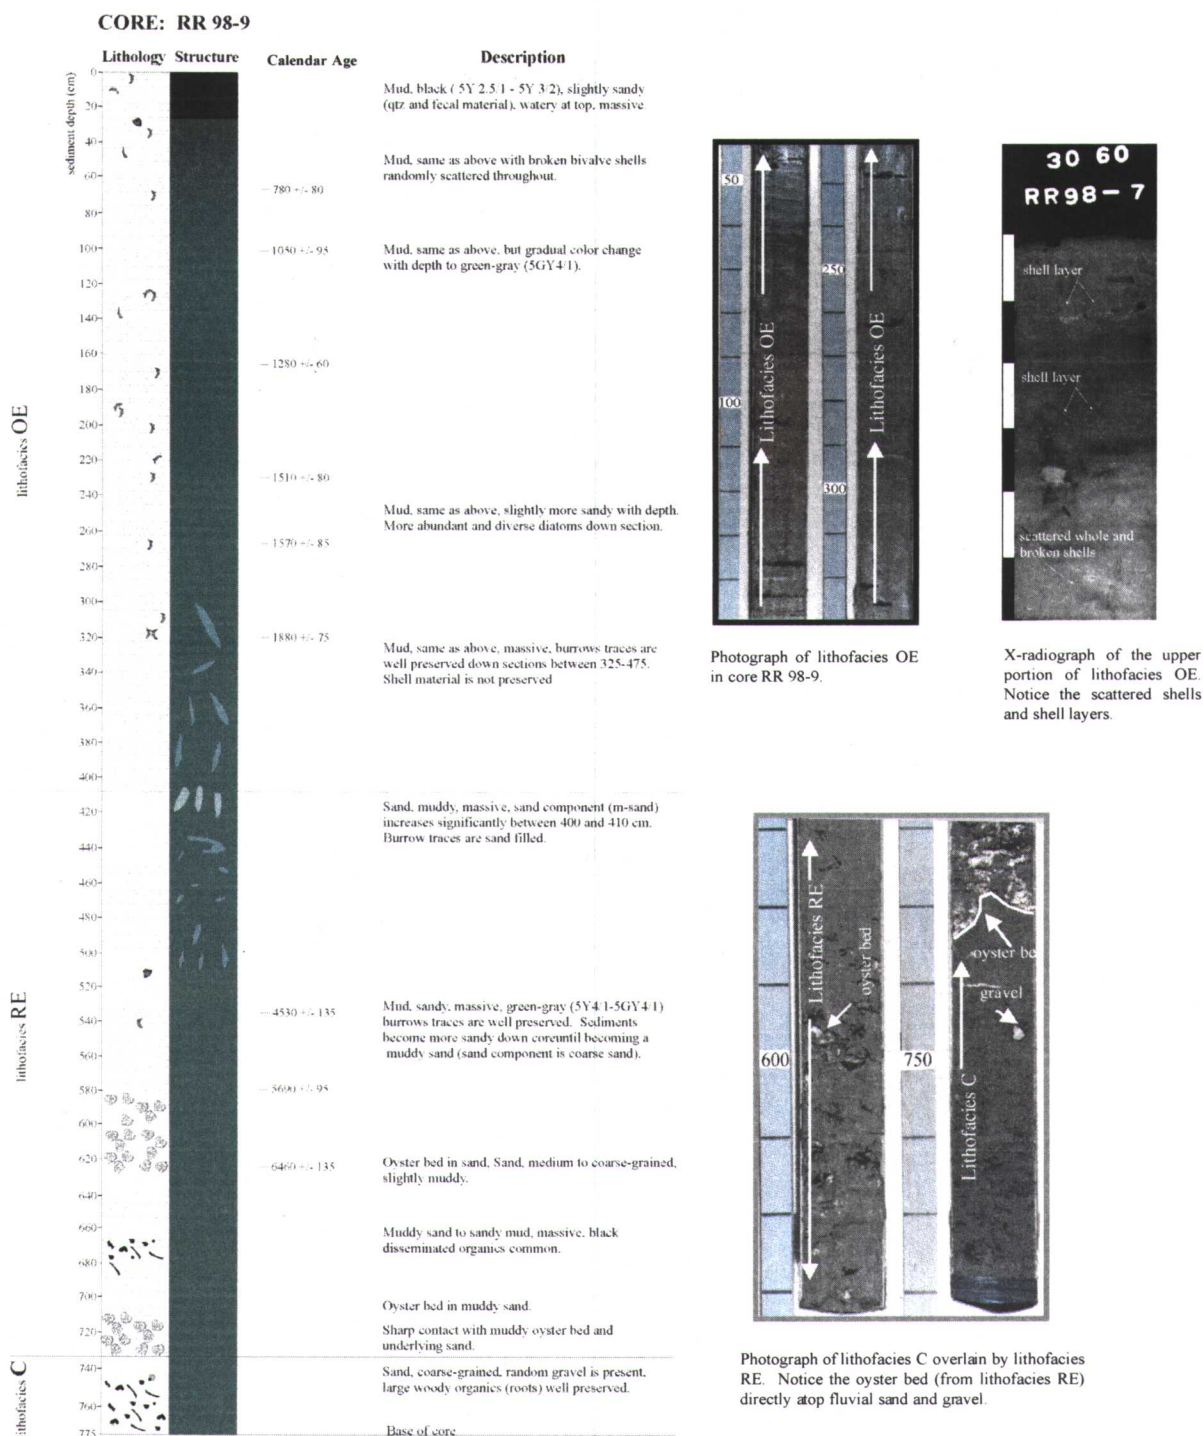 CORE: RR 98-9
Lithology Structure Calendar Age Description
sediment depth (cm)
0
20
40
60
80
100
120
140
160
180
200
220
240
260
280
300
320
340
360
380
400
420
440
460
480
500
520
540
560
580
600
620
640
660
680
700
720
740
760
775
lithofacies OE
lithofacies RE
lithofacies C
780 +/- 80
1050 +/- 95
1280 +/- 60
1510 +/- 80
1570 +/- 85
1880 +/- 75
4530 +/- 135
5690 +/- 95
6460 +/- 135
Mud, black ( 5Y 2.5/1 - 5Y 3/2), slightly sandy
(qtz and fecal material), watery at top, massive
Mud, same as above with broken bivalve shells
randomly scattered throughout.
Mud, same as above, but gradual color change
with depth to green-gray (5GY4/1).
Mud, same as above, slightly more sandy with depth.
More abundant and diverse diatoms down section.
Mud, same as above, massive, burrows traces are
well preserved down sections between 325-475.
Shell material is not preserved
Sand, muddy, massive, sand component (m-sand)
increases significantly between 400 and 410 cm.
Burrow traces are sand filled.
Mud, sandy, massive, green-gray (5Y4/1-5GY4/1)
burrows traces are well preserved. Sediments
become more sandy down coreuntil becoming a
muddy sand (sand component is coarse sand).
Oyster bed in sand, Sand, medium to coarse-grained,
slightly muddy.
Muddy sand to sandy mud, massive, black
disseminated organics common.
Oyster bed in muddy sand.
Sharp contact with muddy oyster bed and
underlying sand.
Sand, coarse-grained, random gravel is present,
large woody organics (roots) well preserved.
Base of core
50
100
250
300
Lithofacies OE
Lithofacies OE
Photograph of lithofacies OE
in core RR 98-9.
30 60
RR98-7
shell layer
shell layer
scattered whole and
broken shells
X-radiograph of the upper
portion of lithofacies OE.
Notice the scattered shells
and shell layers.
600
750
Lithofacies RE
oyster bed
oyster be
gravel
Lithofacies C
Photograph of lithofacies C overlain by lithofacies
RE. Notice the oyster bed (from lithofacies RE)
directly atop fluvial sand and gravel.